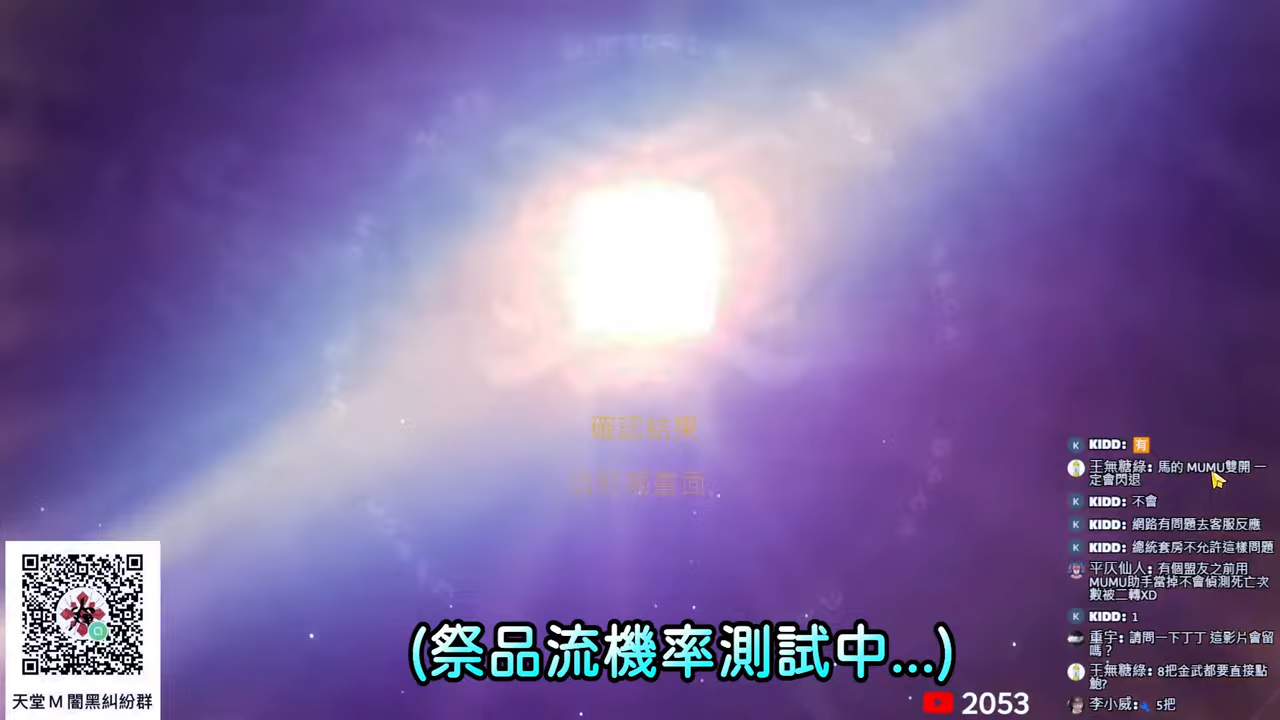 確認結果
(祭品流機率測試中...)
天堂 M 闇黑糾紛群
2053
K KIDD: 有
王無糖綠: 馬的 MUMU雙開 一
定會閃退
K KIDD: 不會
K KIDD: 網路有問題去客服反應
K KIDD: 總統套房不允許這樣問題
平仄仙人: 有個盟友之前用
MUMU助手當掉不會偵測死亡次
數被二轉XD
K KIDD: 1
重宇: 請問一下丁丁 這影片會留
嗎？
王無糖綠: 8把金武都要直接點
鮑?
李小威: 5把